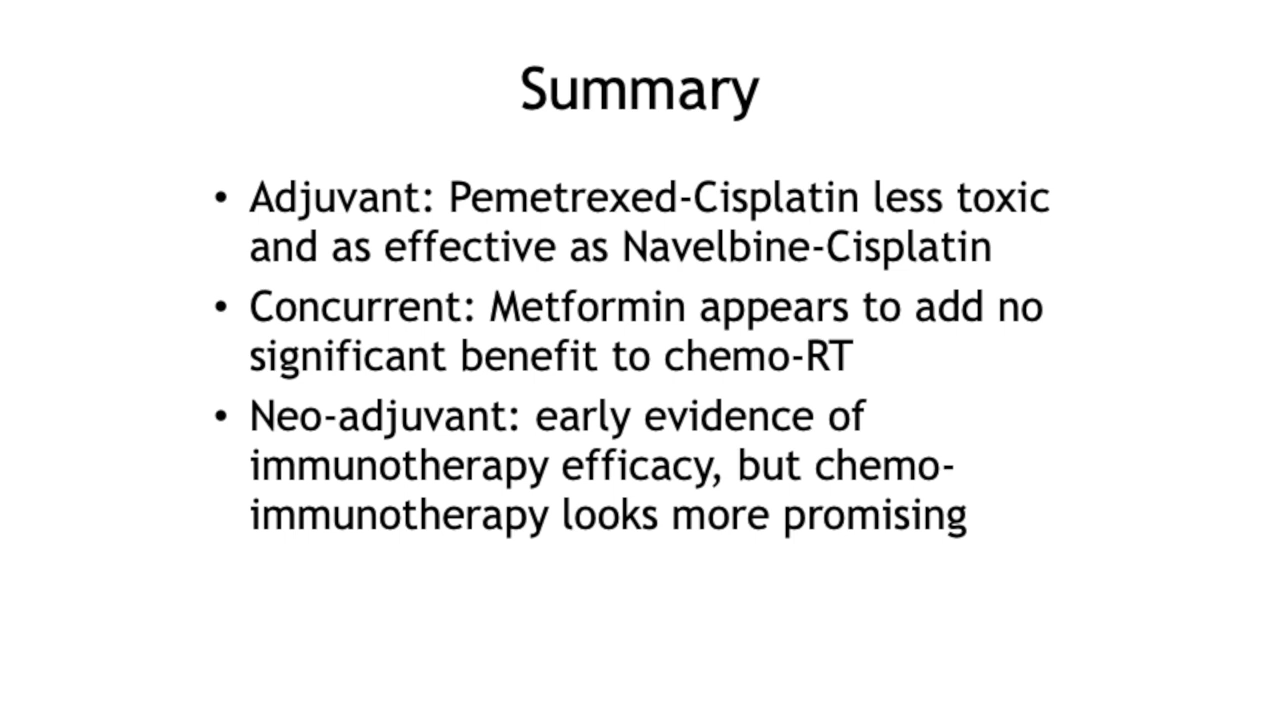 Summary
• Adjuvant: Pemetrexed-Cisplatin less toxic
and as effective as Navelbine-Cisplatin
• Concurrent: Metformin appears to add no
significant benefit to chemo-RT
• Neo-adjuvant: early evidence of
immunotherapy efficacy, but chemo-
immunotherapy looks more promising